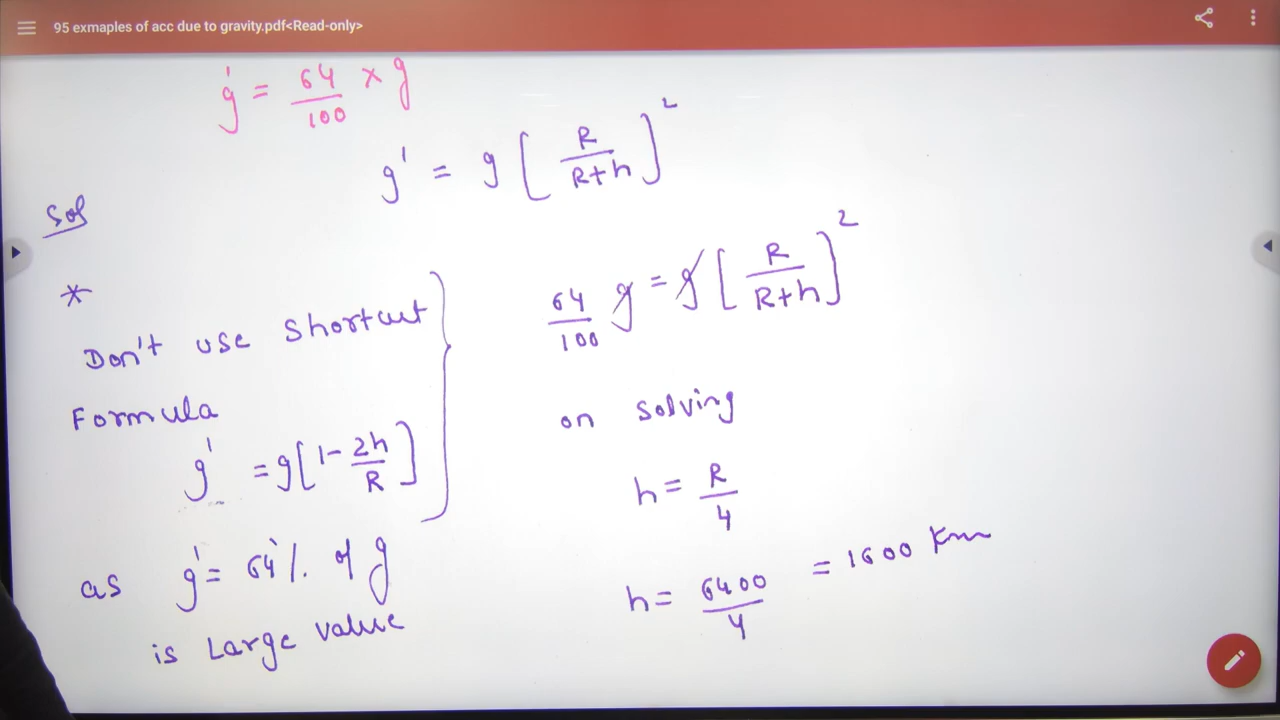 95 exmaples of acc due to gravity.pdf<Read-only>
g' = 64/100 × g
g' = g [ R/(R+h) ]²
Sol
*
Don't use shortcut
Formula
g' = g[1 - 2h/R]
as g' = 64% of g
is Large value
64/100 g = g [ R/(R+h) ]²
on solving
h = R/4
h = 6400/4 = 1600 Km